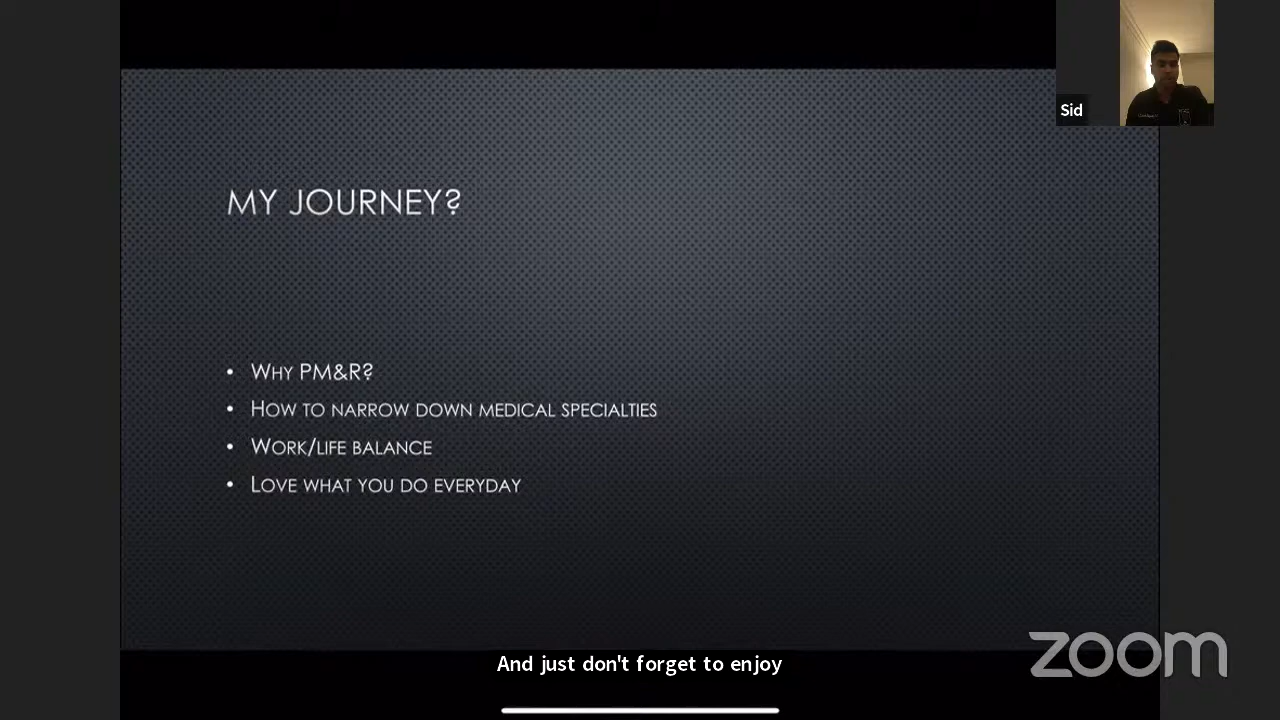 Sid
MY JOURNEY?
• WHY PM&R?
• HOW TO NARROW DOWN MEDICAL SPECIALTIES
• WORK/LIFE BALANCE
• LOVE WHAT YOU DO EVERYDAY
And just don't forget to enjoy
zoom